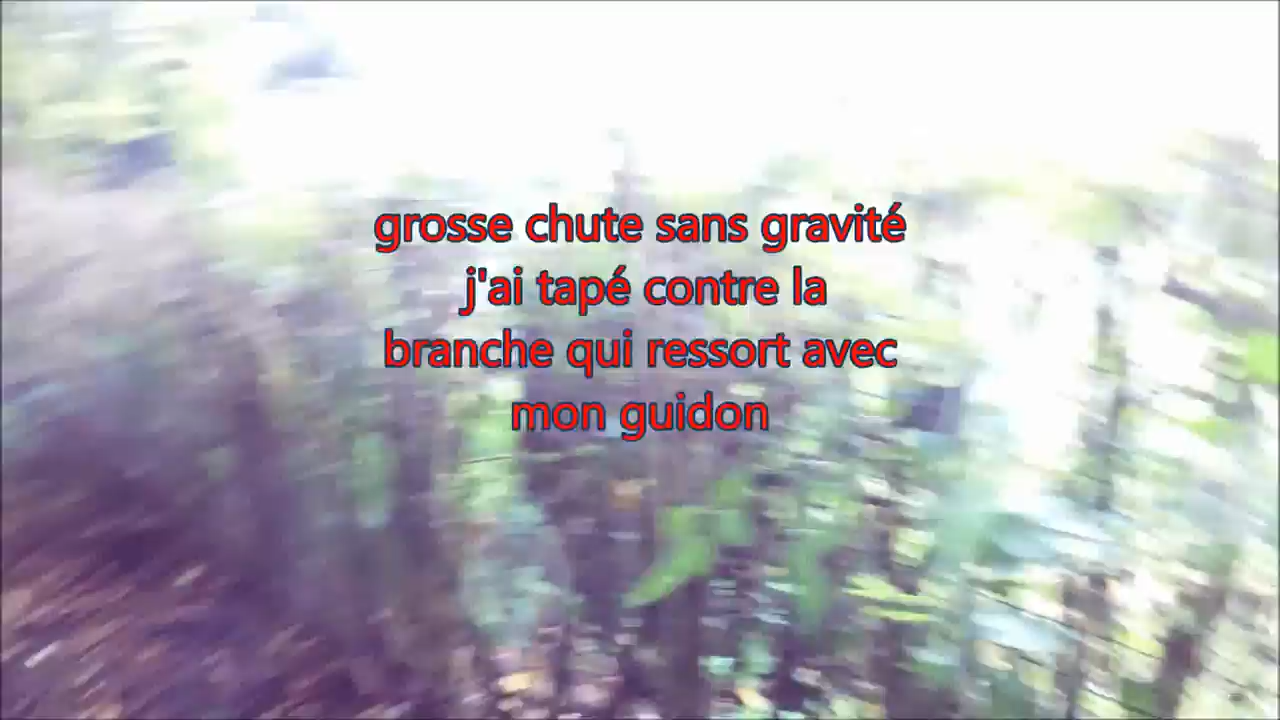 grosse chute sans gravité
j'ai tapé contre la
branche qui ressort avec
mon guidon